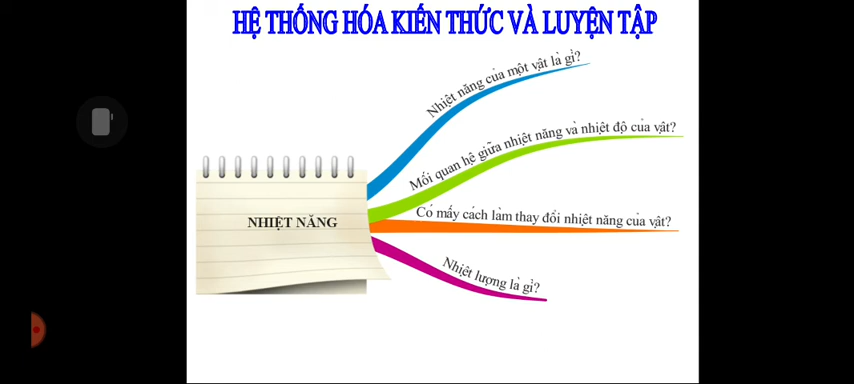 HỆ THỐNG HÓA KIẾN THỨC VÀ LUYỆN TẬP
Nhiệt năng của một vật là gì?
Mối quan hệ giữa nhiệt năng và nhiệt độ của vật?
Có mấy cách làm thay đổi nhiệt năng của vật?
NHIỆT NĂNG
Nhiệt lượng là gì?